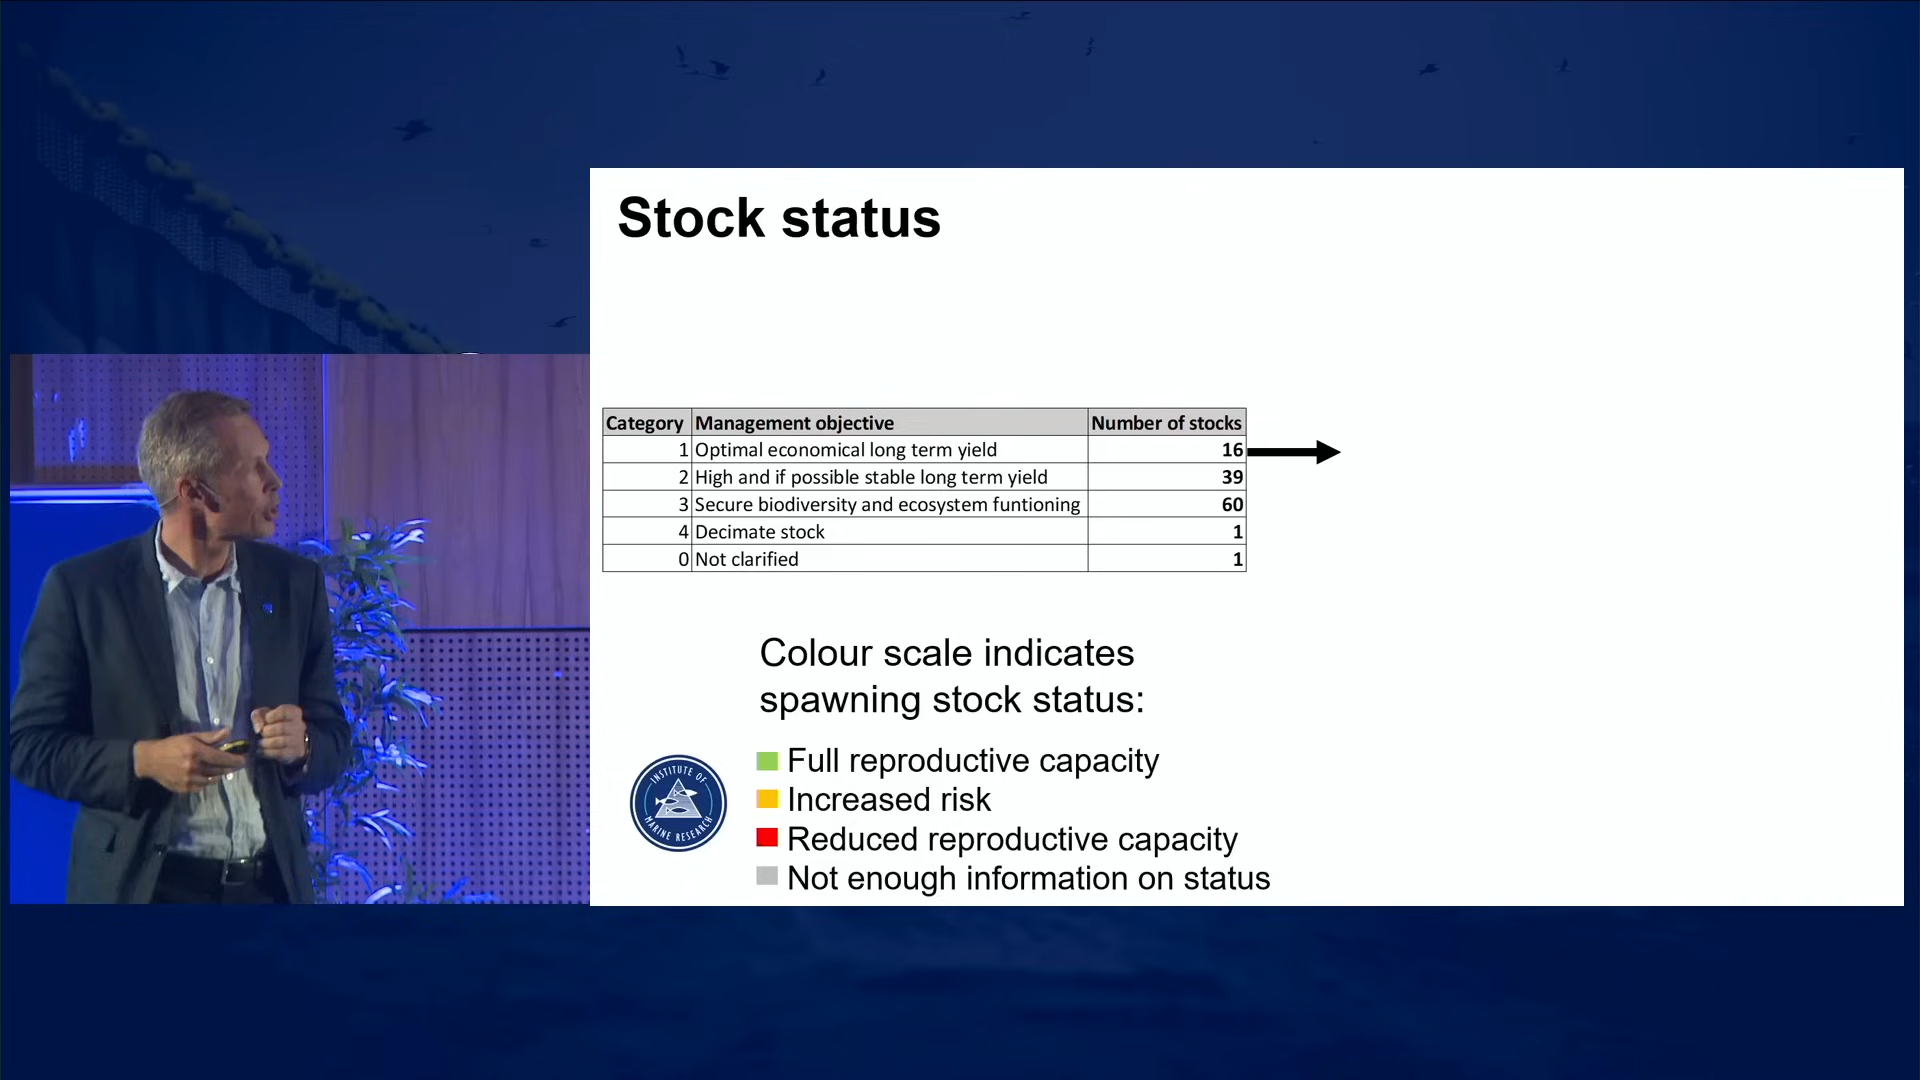 Stock status
Category Management objective Number of stocks
1 Optimal economical long term yield 16
2 High and if possible stable long term yield 39
3 Secure biodiversity and ecosystem funtioning 60
4 Decimate stock 1
0 Not clarified 1
Colour scale indicates
spawning stock status:
Full reproductive capacity
Increased risk
Reduced reproductive capacity
Not enough information on status
INSTITUTE OF
MARINE RESEARCH